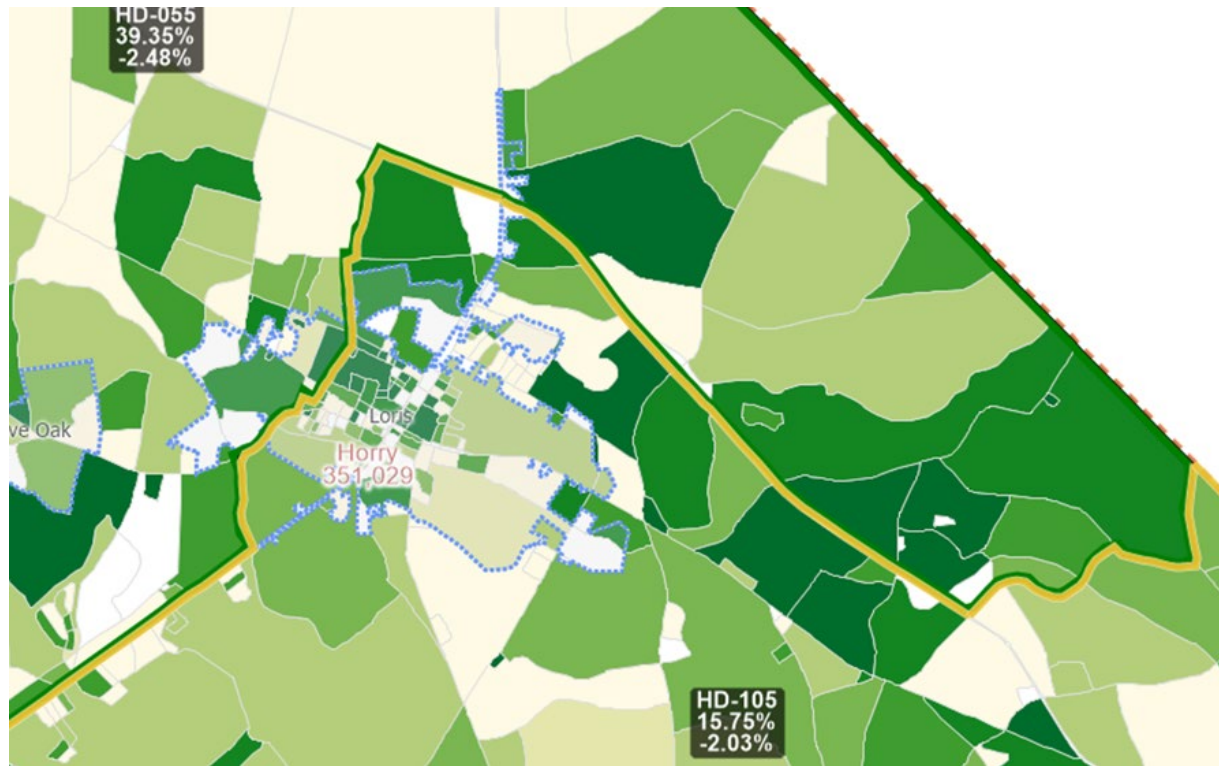 HD-055
39.35%
-2.48%
ve Oak
Loris
Horry
351,029
HD-105
15.75%
-2.03%